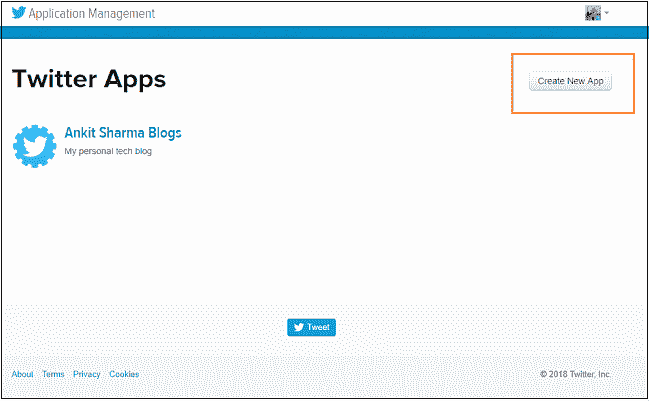 Application Management
Twitter Apps
Create New App
Ankit Sharma Blogs
My personal tech blog
Tweet
About Terms Privacy Cookies
© 2018 Twitter, Inc.